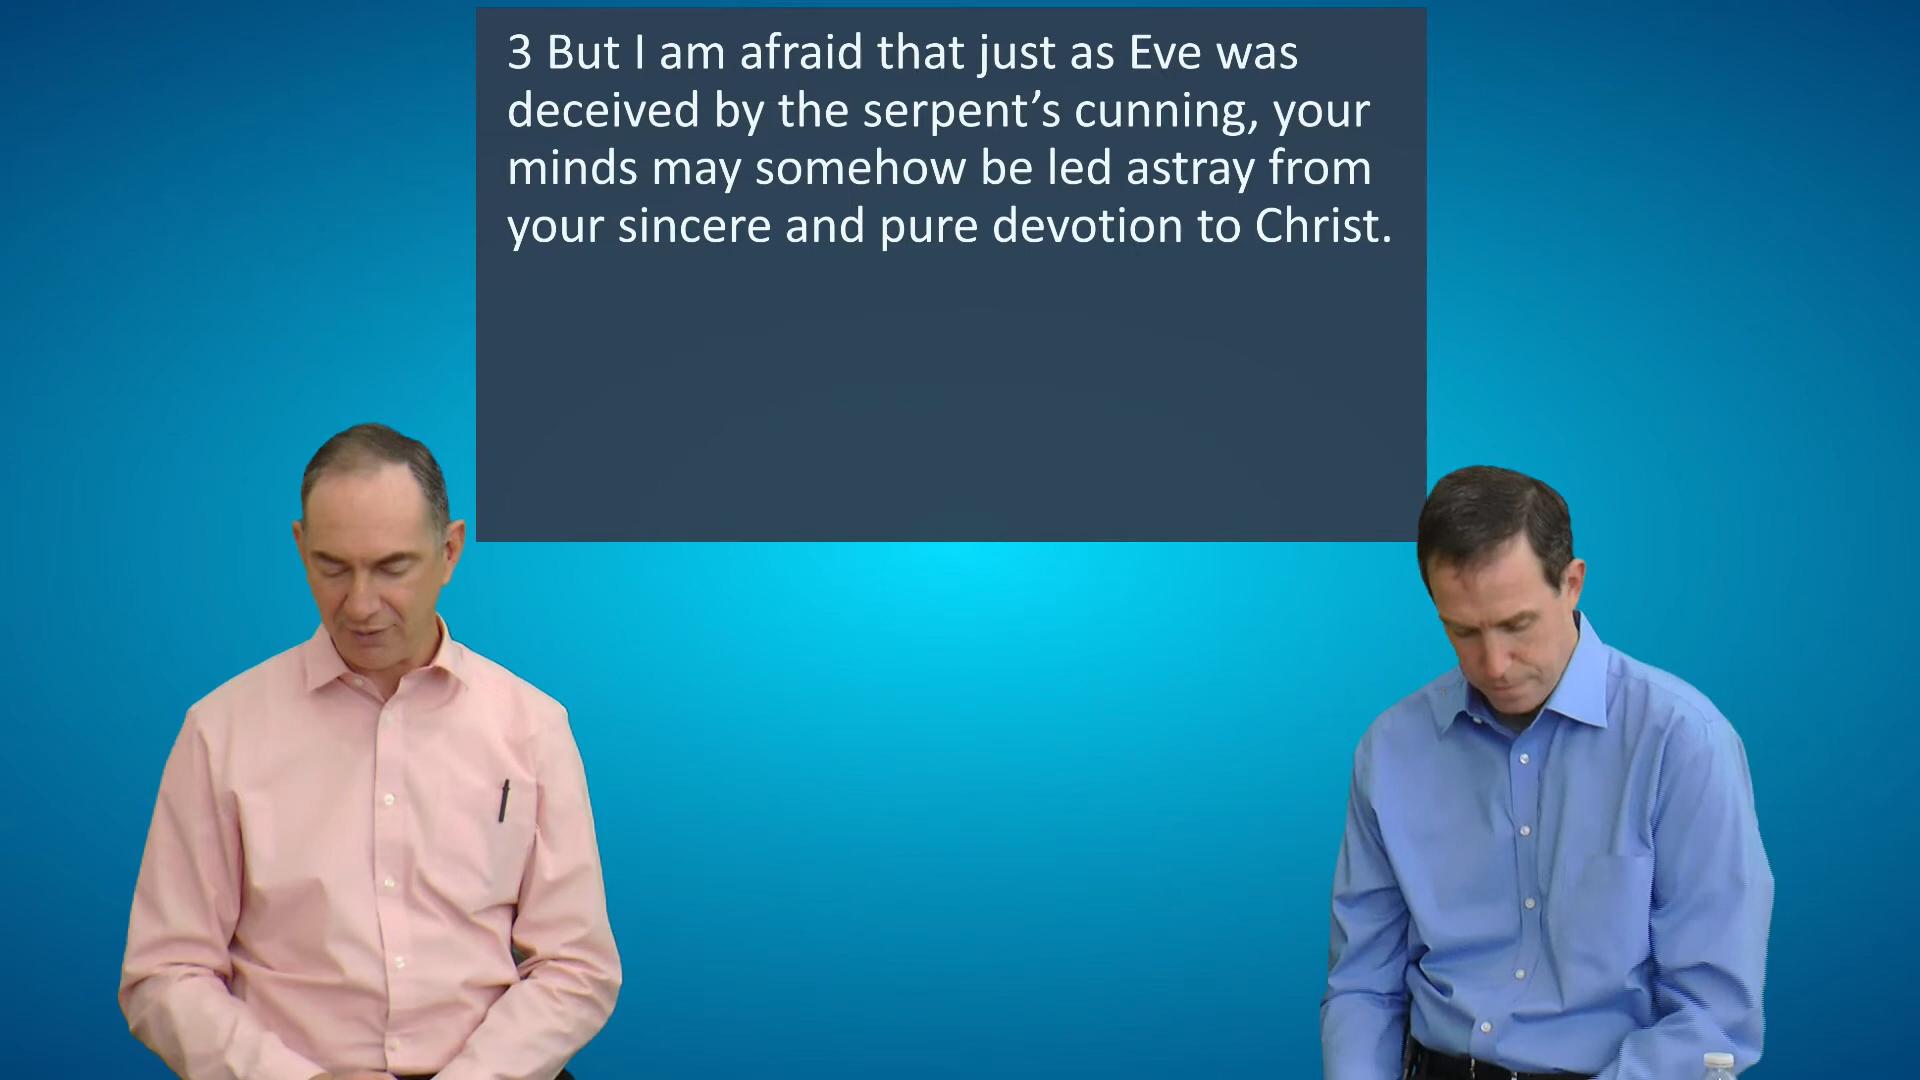 3 But I am afraid that just as Eve was
deceived by the serpent’s cunning, your
minds may somehow be led astray from
your sincere and pure devotion to Christ.